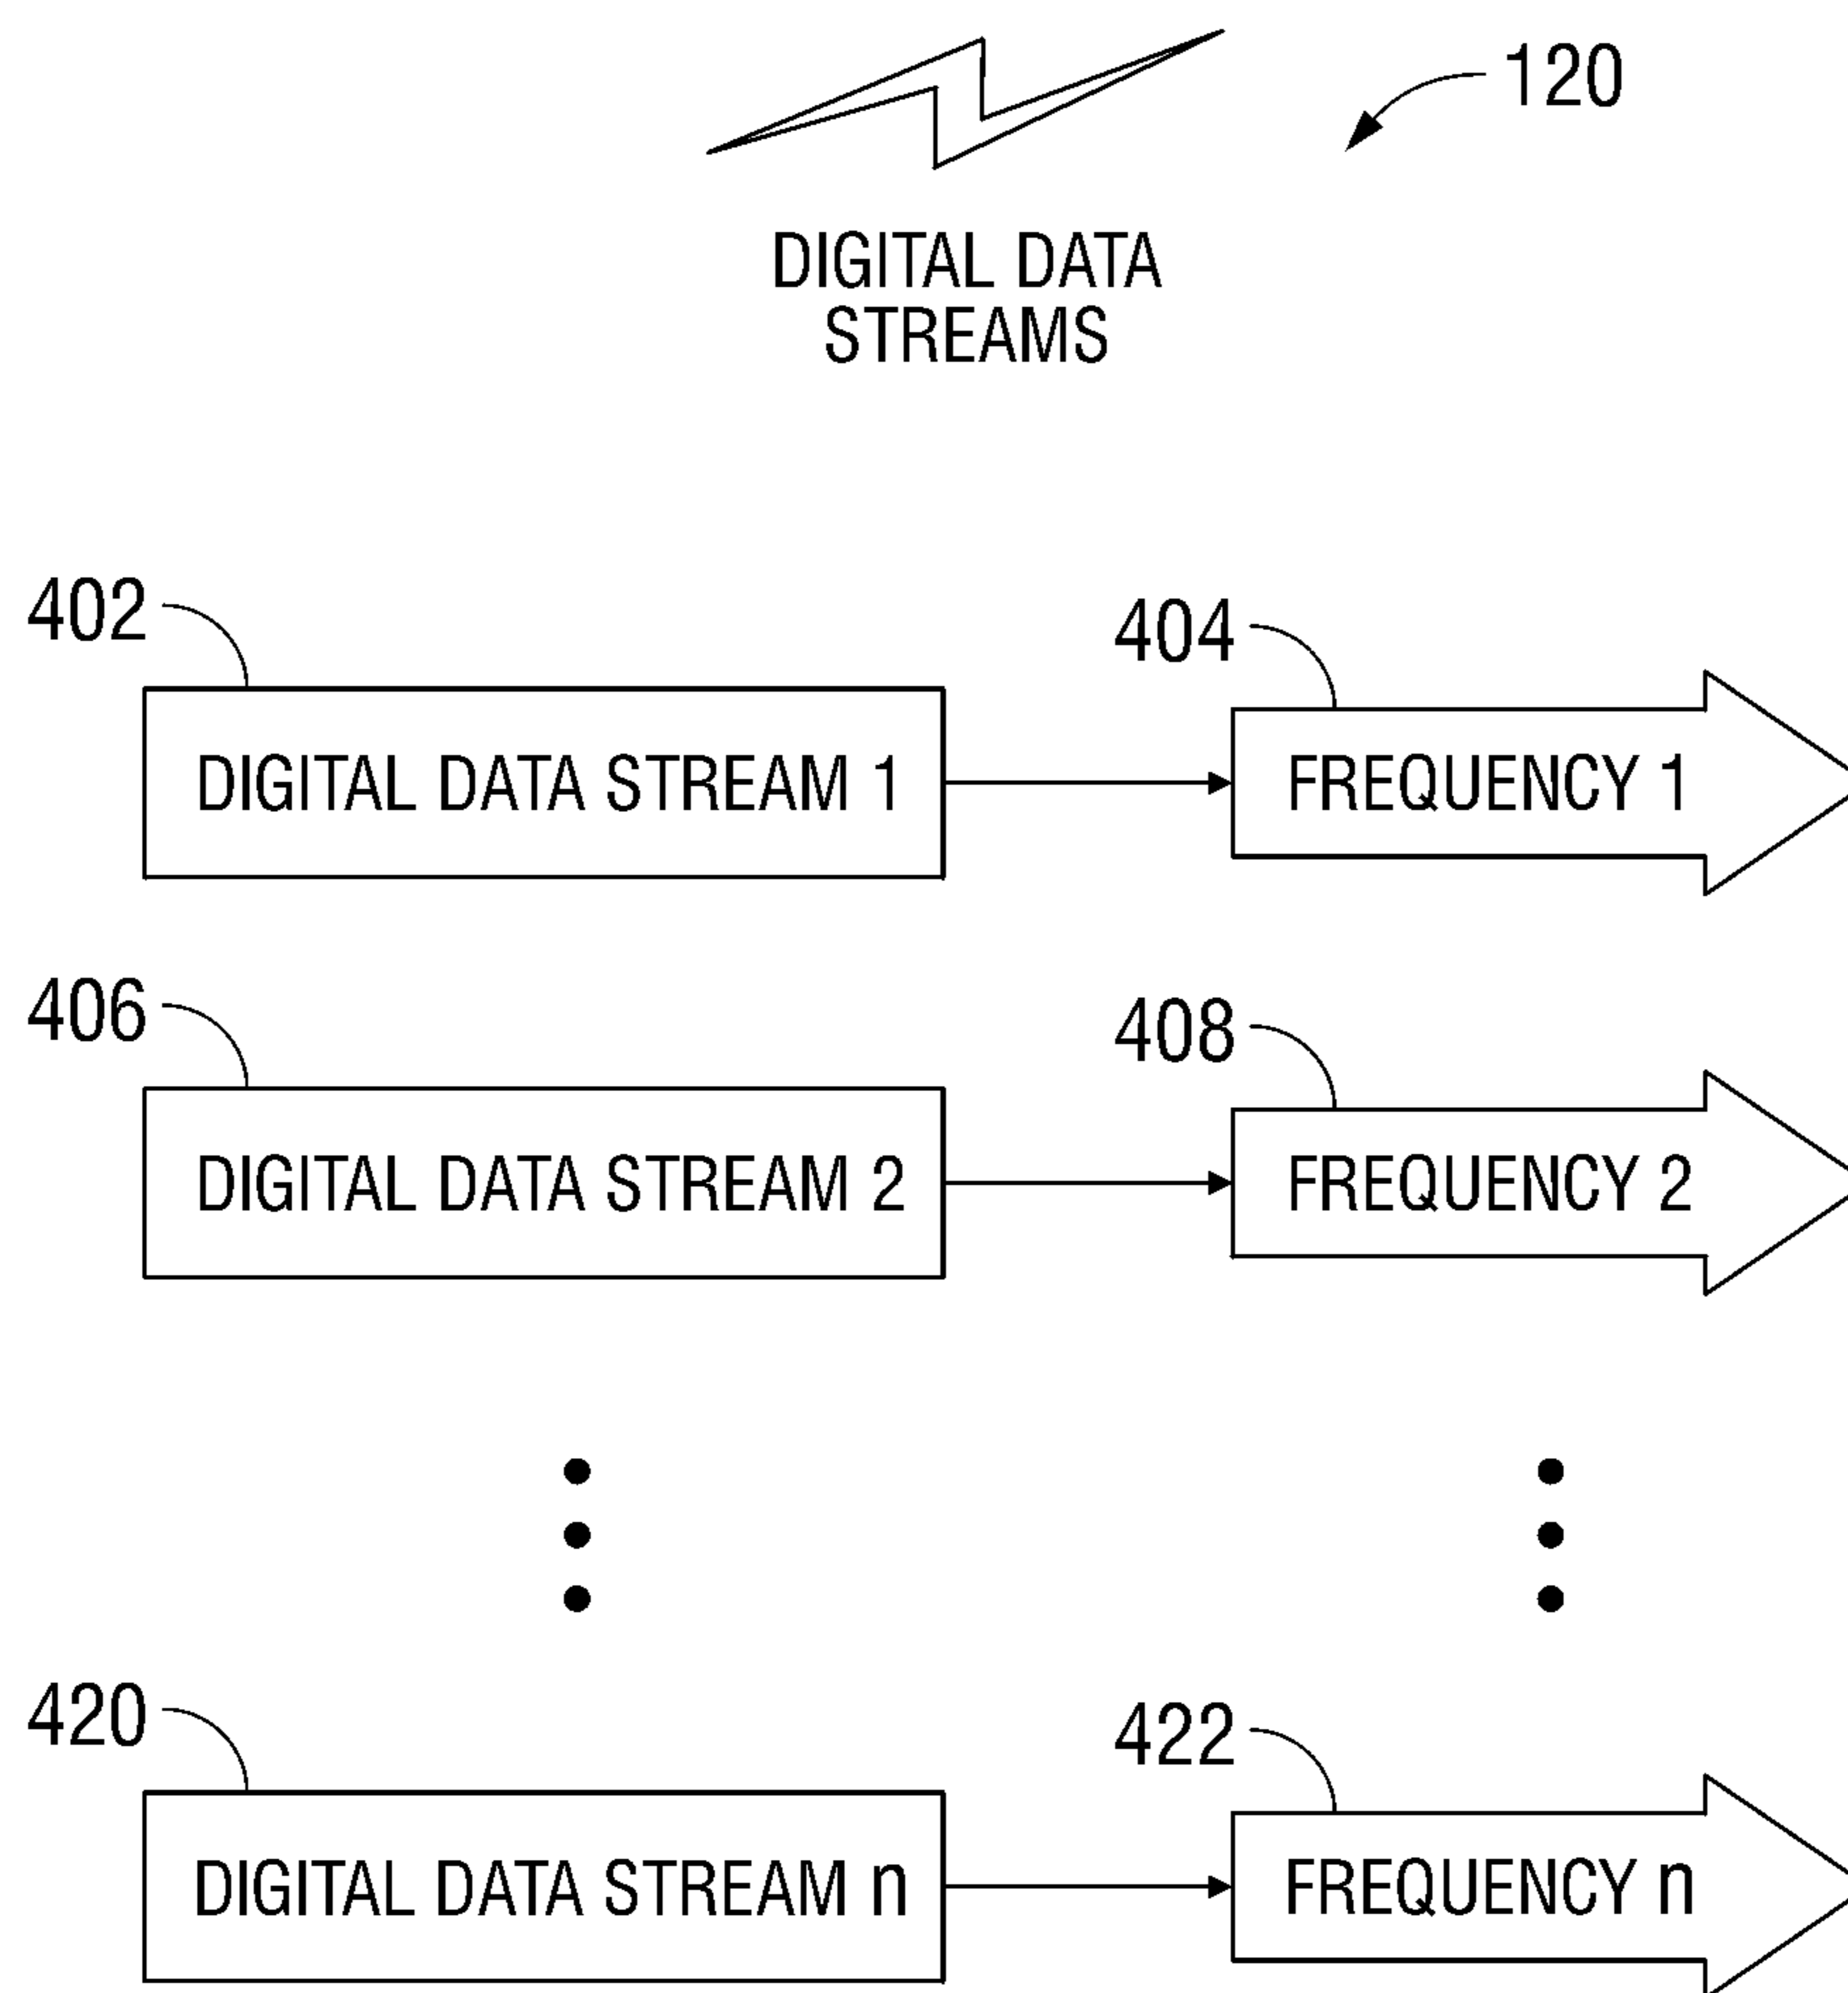 120
DIGITAL DATA
STREAMS
402
404
DIGITAL DATA STREAM 1
FREQUENCY 1
406
408
DIGITAL DATA STREAM 2
FREQUENCY 2
420
422
DIGITAL DATA STREAM n
FREQUENCY n